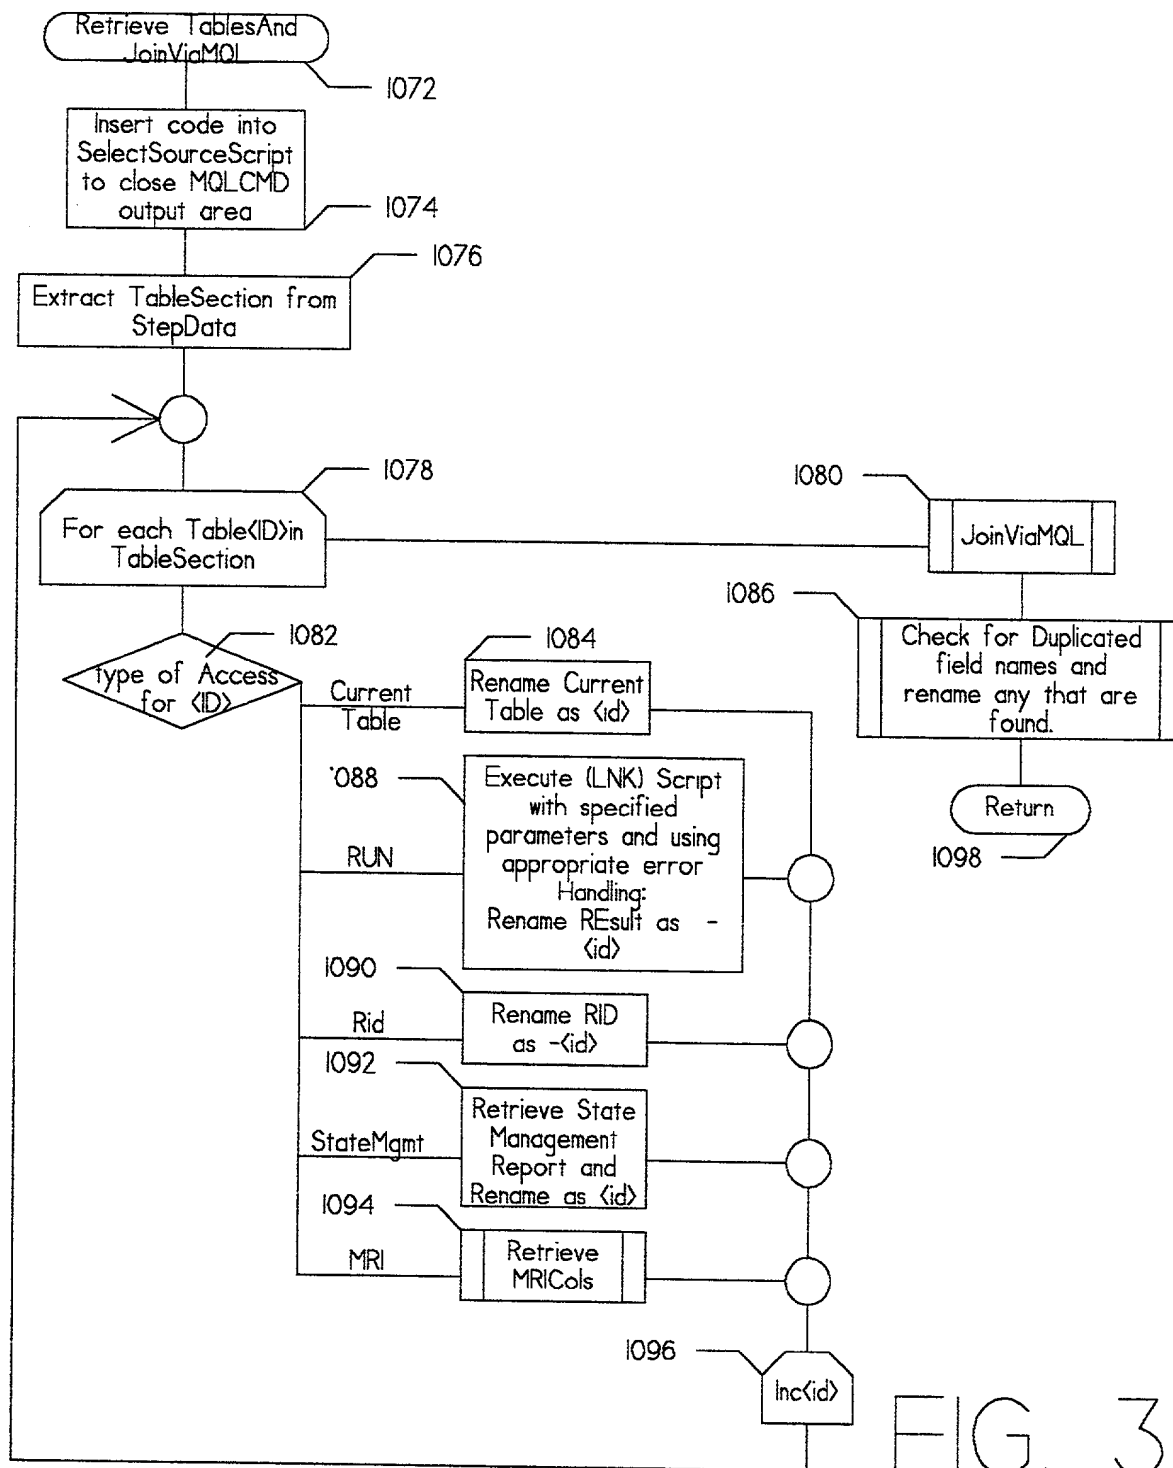 Retrieve TablesAnd
JoinViaMQL
1072
Insert code into
SelectSourceScript
to close MQLCMD
output area
1074
1076
Extract TableSection from
StepData
1078
For each Table<ID>in
TableSection
1080
JoinViaMQL
1086
Check for Duplicated
field names and
rename any that are
found.
Return
1098
1082
type of Access
for <ID>
Current
Table
1084
Rename Current
Table as <id>
'088
RUN
Execute (LNK) Script
with specified
parameters and using
appropriate error
Handling:
Rename REsult as -
<id>
1090
Rid
Rename RID
as -<id>
1092
StateMgmt
Retrieve State
Management
Report and
Rename as <id>
1094
MRI
Retrieve
MRICols
1096
Inc<id>
FIG. 3